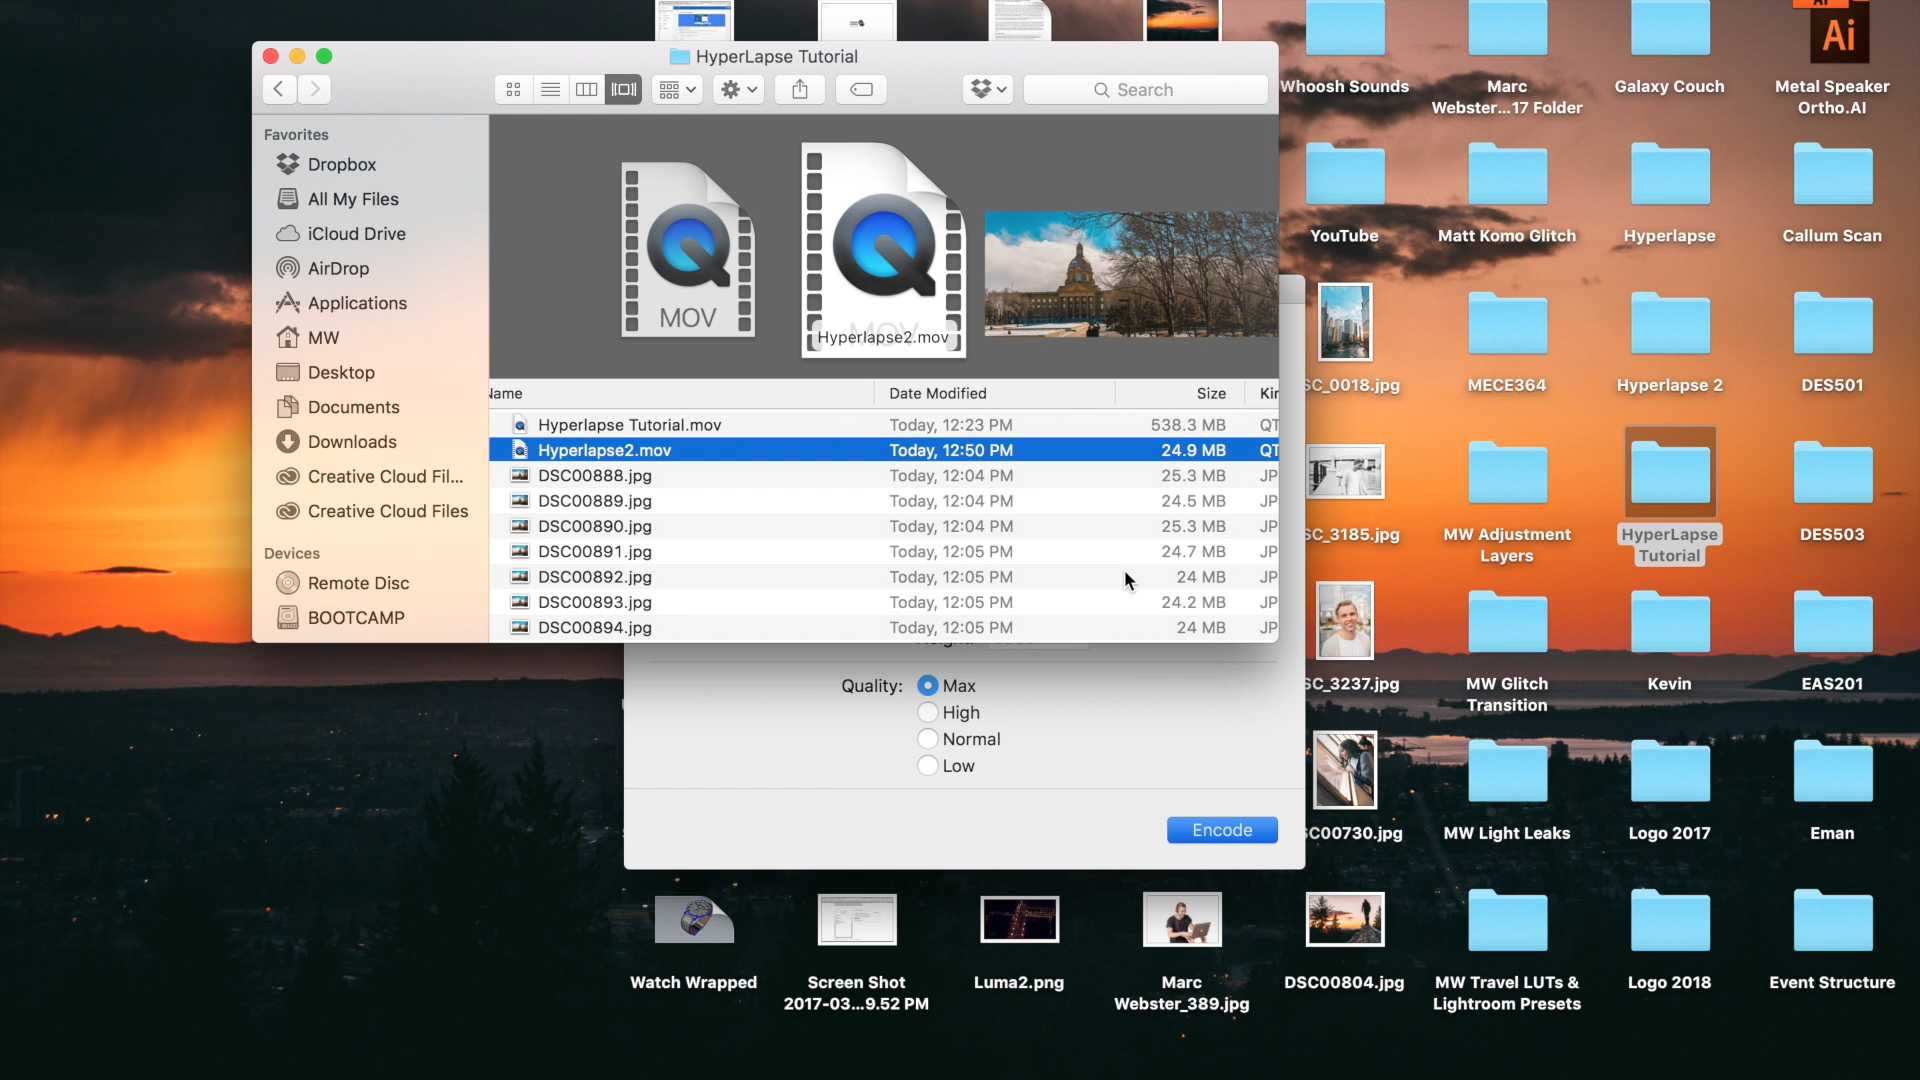 HyperLapse Tutorial
Search
Favorites
Dropbox
All My Files
iCloud Drive
AirDrop
Applications
MW
Desktop
Documents
Downloads
Creative Cloud Fil...
Creative Cloud Files
Devices
Remote Disc
BOOTCAMP
MOV
MOV
Hyperlapse2.mov
Name Date Modified Size Kin
Hyperlapse Tutorial.mov Today, 12:23 PM 538.3 MB QT
Hyperlapse2.mov Today, 12:50 PM 24.9 MB QT
DSC00888.jpg Today, 12:04 PM 25.3 MB JP
DSC00889.jpg Today, 12:04 PM 24.5 MB JP
DSC00890.jpg Today, 12:04 PM 25.3 MB JP
DSC00891.jpg Today, 12:05 PM 24.7 MB JP
DSC00892.jpg Today, 12:05 PM 24 MB JP
DSC00893.jpg Today, 12:05 PM 24.2 MB JP
DSC00894.jpg Today, 12:05 PM 24 MB JP
Quality: Max
High
Normal
Low
Encode
Ai
Whoosh Sounds
Marc
Webster...17 Folder
Galaxy Couch
Metal Speaker
Ortho.AI
YouTube
Matt Komo Glitch
Hyperlapse
Callum Scan
SC_0018.jpg
MECE364
Hyperlapse 2
DES501
SC_3185.jpg
MW Adjustment
Layers
HyperLapse
Tutorial
DES503
SC_3237.jpg
MW Glitch
Transition
Kevin
EAS201
SC00730.jpg
MW Light Leaks
Logo 2017
Eman
Watch Wrapped
Screen Shot
2017-03...9.52 PM
Luma2.png
Marc
Webster_389.jpg
DSC00804.jpg
MW Travel LUTs &
Lightroom Presets
Logo 2018
Event Structure